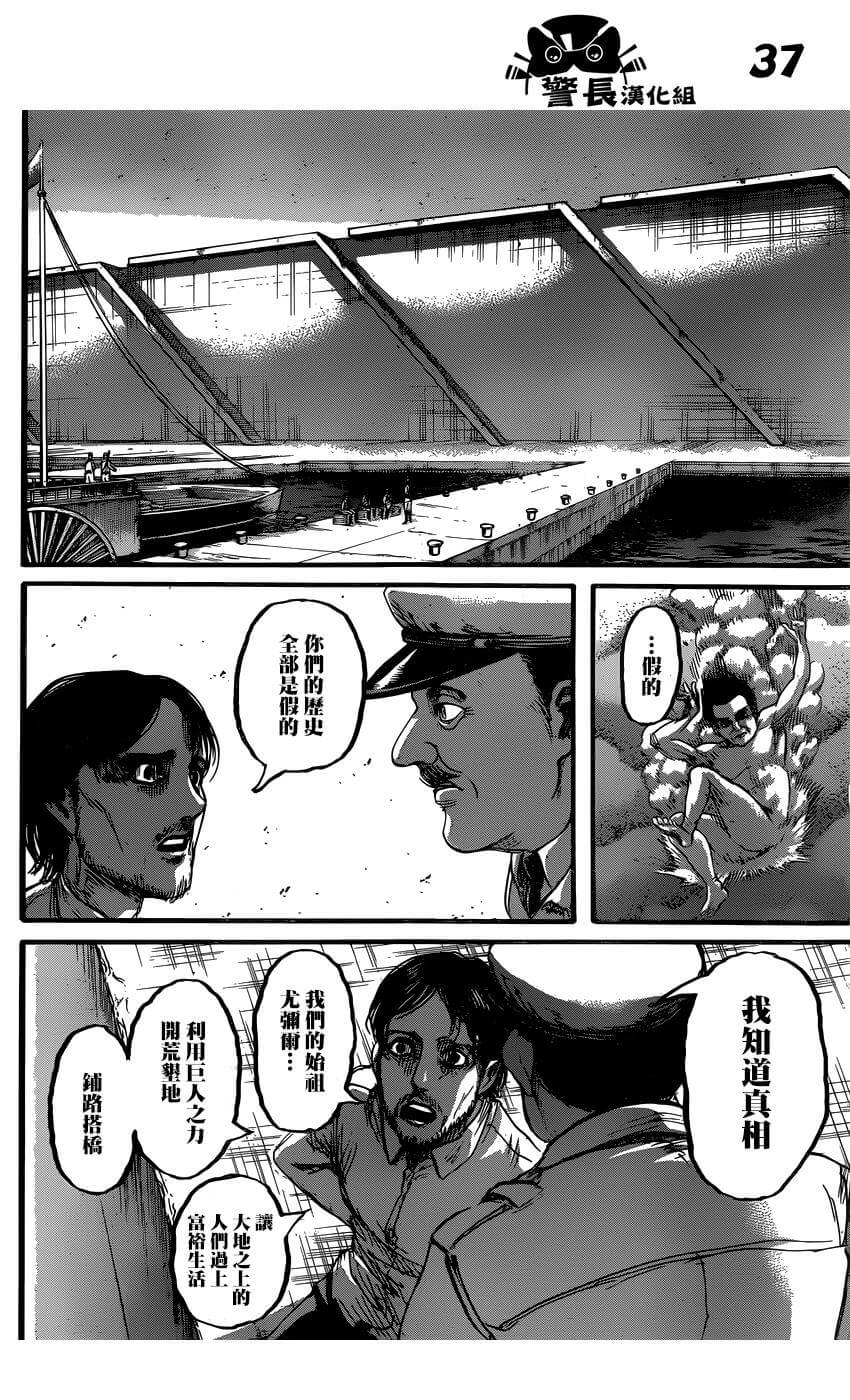 警長漢化組
37
…假的
你們的歷史
全部是假的
我知道真相
我們的始祖
尤彌爾…
利用巨人之力
開荒墾地
鋪路搭橋
讓
大地之上的
人們過上
富裕生活